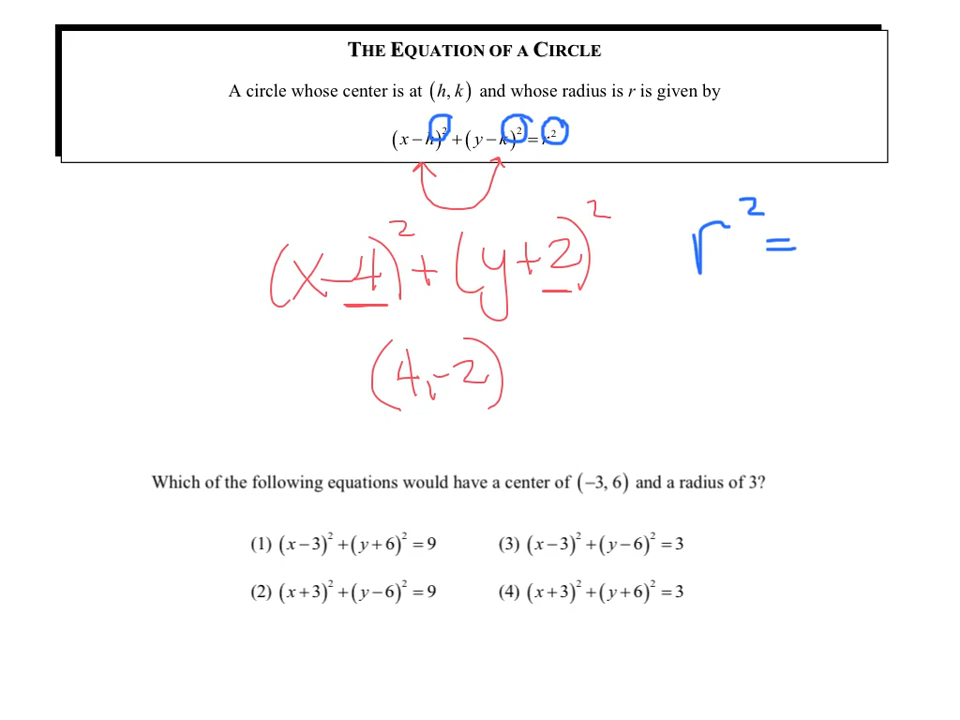 THE EQUATION OF A CIRCLE
A circle whose center is at (h, k) and whose radius is r is given by
(x − h)² + (y − k)² = r²
(x − 4)² + (y + 2)²
r² =
(4, −2)
Which of the following equations would have a center of (−3, 6) and a radius of 3?
(1) (x − 3)² + (y + 6)² = 9 (3) (x − 3)² + (y − 6)² = 3
(2) (x + 3)² + (y − 6)² = 9 (4) (x + 3)² + (y + 6)² = 3